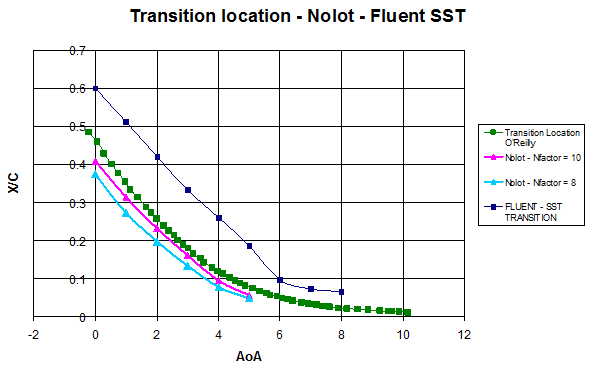 Transition location - Nolot - Fluent SST
0.7
0.6
0.5
0.4
0.3
0.2
0.1
0
X/C
-2
0
2
4
6
8
10
12
AoA
Transition Location
O'Reilly
Nolot - Nfactor = 10
Nolot - Nfactor = 8
FLUENT - SST
TRANSITION